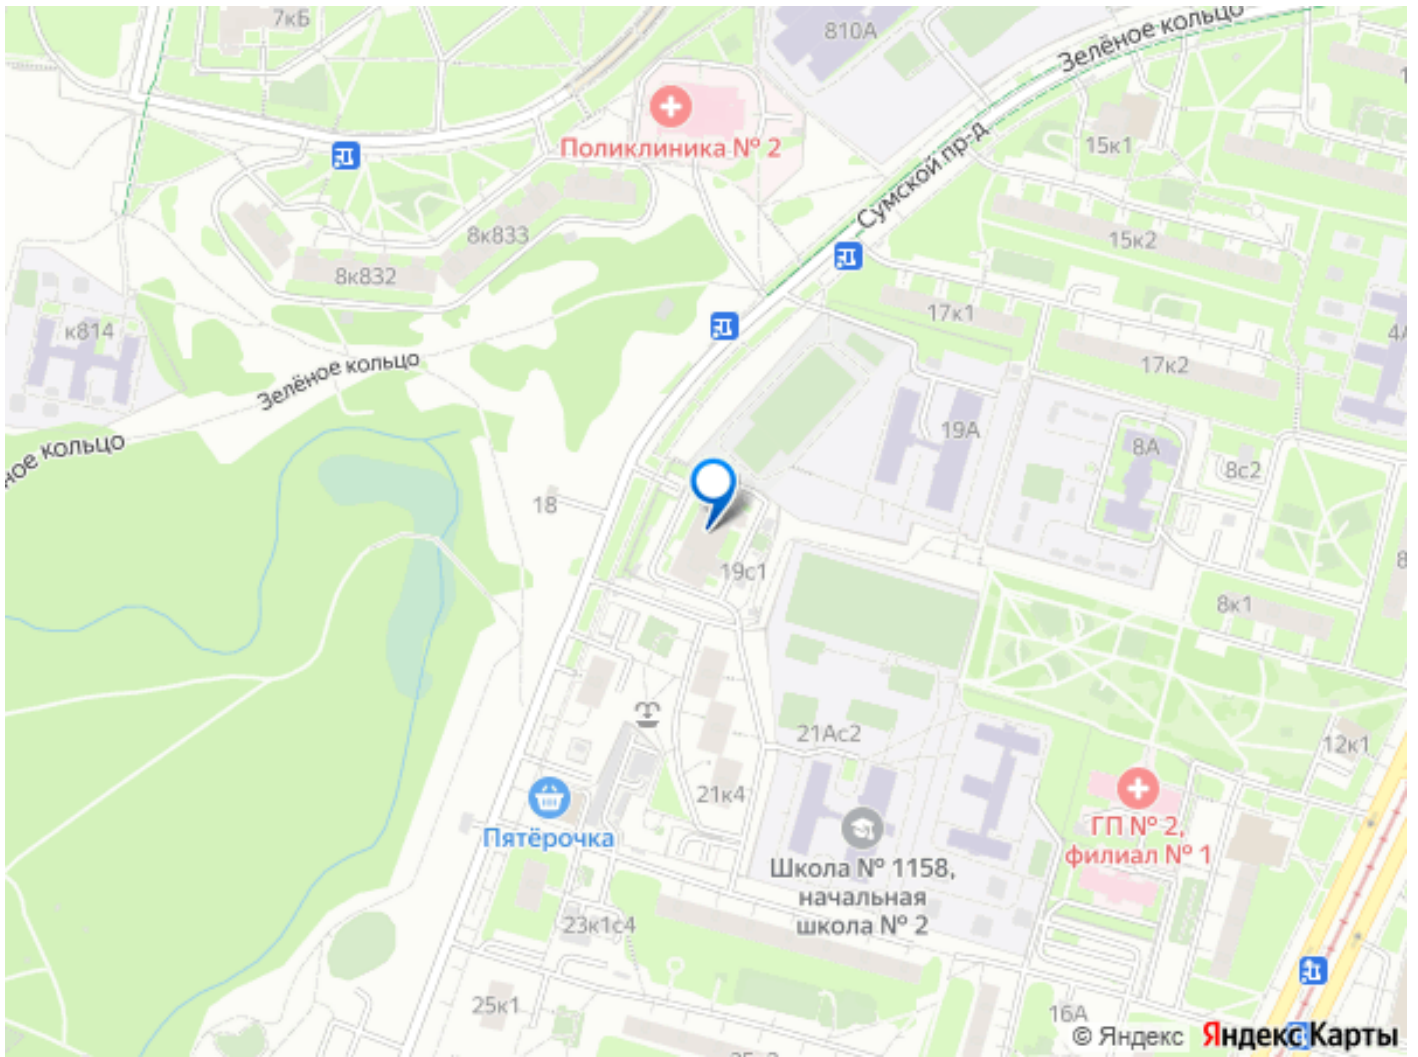 7кБ
810А
Зелёное кольцо
Поликлиника № 2
Сумской пр-д
15к1
8к833
15к2
8к832
17к1
к814
4А
17к2
Зелёное кольцо
19А
8А
ное кольцо
8с2
18
19с1
8к1
21Ас2
12к1
21к4
Пятёрочка
ГП № 2,
филиал № 1
Школа № 1158,
начальная
школа № 2
23к1с4
25к1
16А
© Яндекс Яндекс Карты